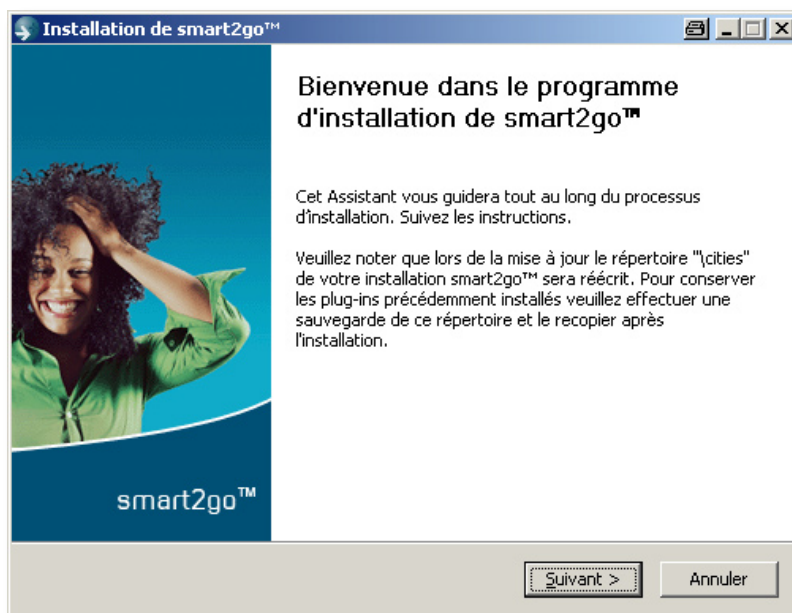 Installation de smart2go™
Bienvenue dans le programme
d'installation de smart2go™
Cet Assistant vous guidera tout au long du processus
d'installation. Suivez les instructions.
Veuillez noter que lors de la mise à jour le répertoire "\cities"
de votre installation smart2go™ sera réécrit. Pour conserver
les plug-ins précédemment installés veuillez effectuer une
sauvegarde de ce répertoire et le recopier après
l'installation.
smart2go™
Suivant >
Annuler